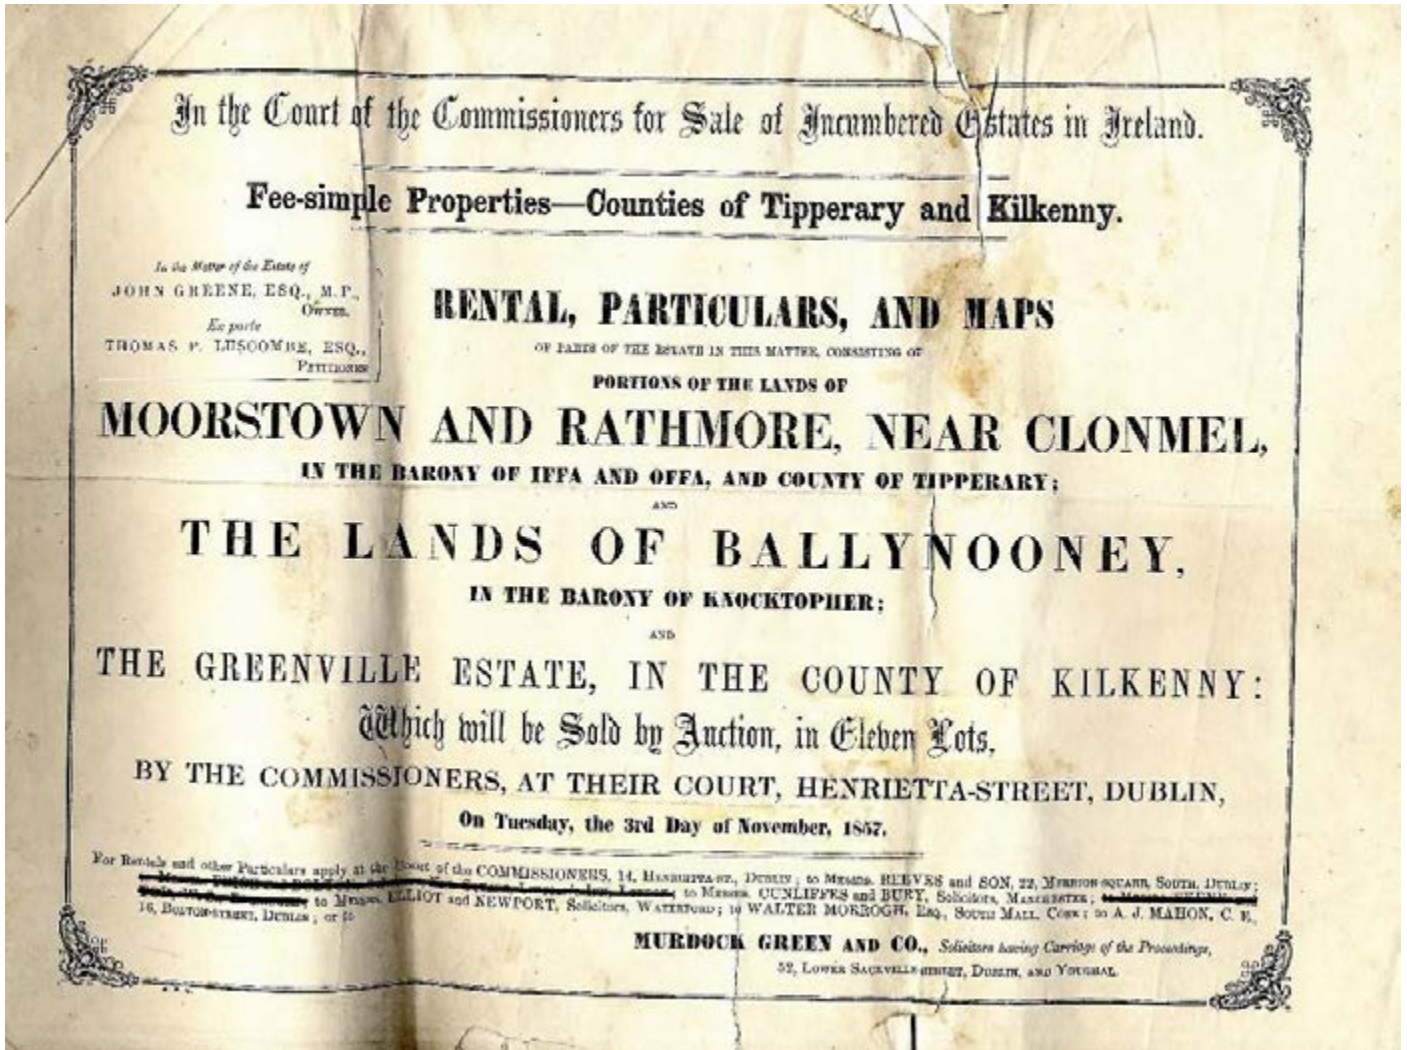 In the Court of the Commissioners for Sale of Incumbered Estates in Ireland.
Fee-simple Properties—Counties of Tipperary and Kilkenny.
In the Matter of the Estate of
JOHN GREENE, ESQ., M.P.,
OWNER.
Ex parte
THOMAS P. LUSCOMBE, ESQ.,
PETITIONER
RENTAL, PARTICULARS, AND MAPS
OF PARTS OF THE ESTATE IN THIS MATTER, CONSISTING OF
PORTIONS OF THE LANDS OF
MOORSTOWN AND RATHMORE, NEAR CLONMEL,
IN THE BARONY OF IFFA AND OFFA, AND COUNTY OF TIPPERARY;
AND
THE LANDS OF BALLYNOONEY,
IN THE BARONY OF KNOCKTOPHER;
AND
THE GREENVILLE ESTATE, IN THE COUNTY OF KILKENNY:
Which will be Sold by Auction, in Eleven Lots,
BY THE COMMISSIONERS, AT THEIR COURT, HENRIETTA-STREET, DUBLIN,
On Tuesday, the 3rd Day of November, 1857.
For Rentals and other Particulars apply at the Court of the COMMISSIONERS, 14, HENRIETTA-ST., DUBLIN; to MESSRS. REEVES and SON, 22, MERRION-SQUARE, SOUTH, DUBLIN;
to MESSRS. CUNLIFFES and BURY, Solicitors, MANCHESTER;
to MESSRS. ELLIOT and NEWPORT, Solicitors, WATERFORD; to WALTER MORROGH, ESQ., SOUTH MALL, CORK; to A. J. MAHON, C. E.,
16, STREET, DUBLIN; or to
MURDOCK GREEN AND CO., Solicitors having Carriage of the Proceedings,
52, LOWER SACKVILLE-STREET, DUBLIN, AND YOUGHAL.